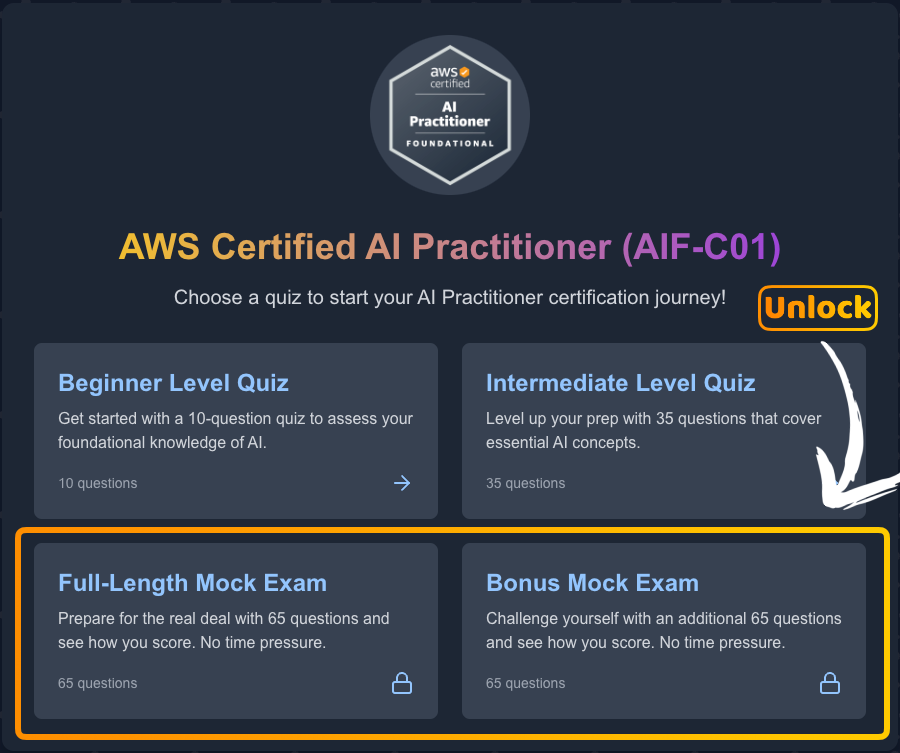 aws
certified
AI
Practitioner
FOUNDATIONAL
AWS Certified AI Practitioner (AIF-C01)
Choose a quiz to start your AI Practitioner certification journey!
Unlock
Beginner Level Quiz
Get started with a 10-question quiz to assess your
foundational knowledge of AI.
10 questions
Intermediate Level Quiz
Level up your prep with 35 questions that cover
essential AI concepts.
35 questions
Full-Length Mock Exam
Prepare for the real deal with 65 questions and
see how you score. No time pressure.
65 questions
Bonus Mock Exam
Challenge yourself with an additional 65 questions
and see how you score. No time pressure.
65 questions